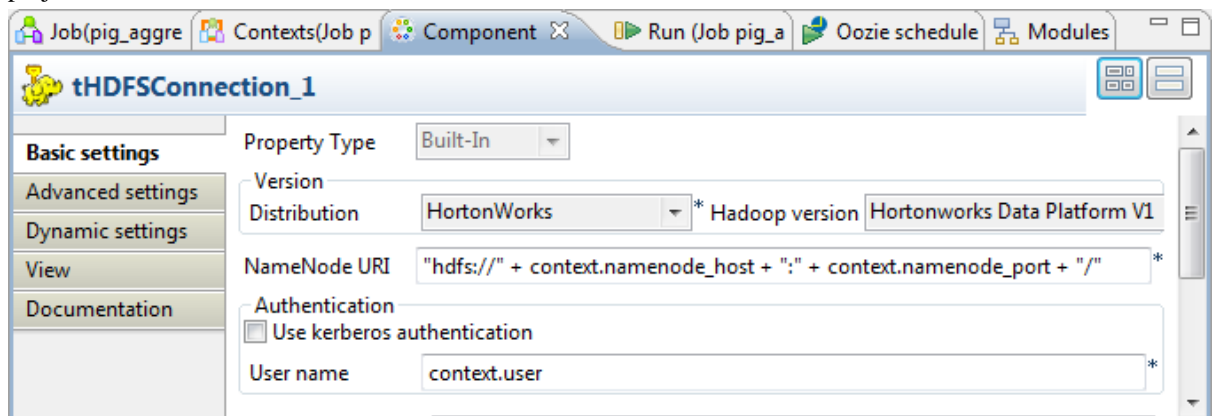 Job(pig_aggre Contexts(Job p Component Run (Job pig_a Oozie schedule Modules
tHDFSConnection_1
Basic settings
Advanced settings
Dynamic settings
View
Documentation
Property Type Built-In
Version
Distribution HortonWorks * Hadoop version Hortonworks Data Platform V1
NameNode URI "hdfs://" + context.namenode_host + ":" + context.namenode_port + "/" *
Authentication
Use kerberos authentication
User name context.user *